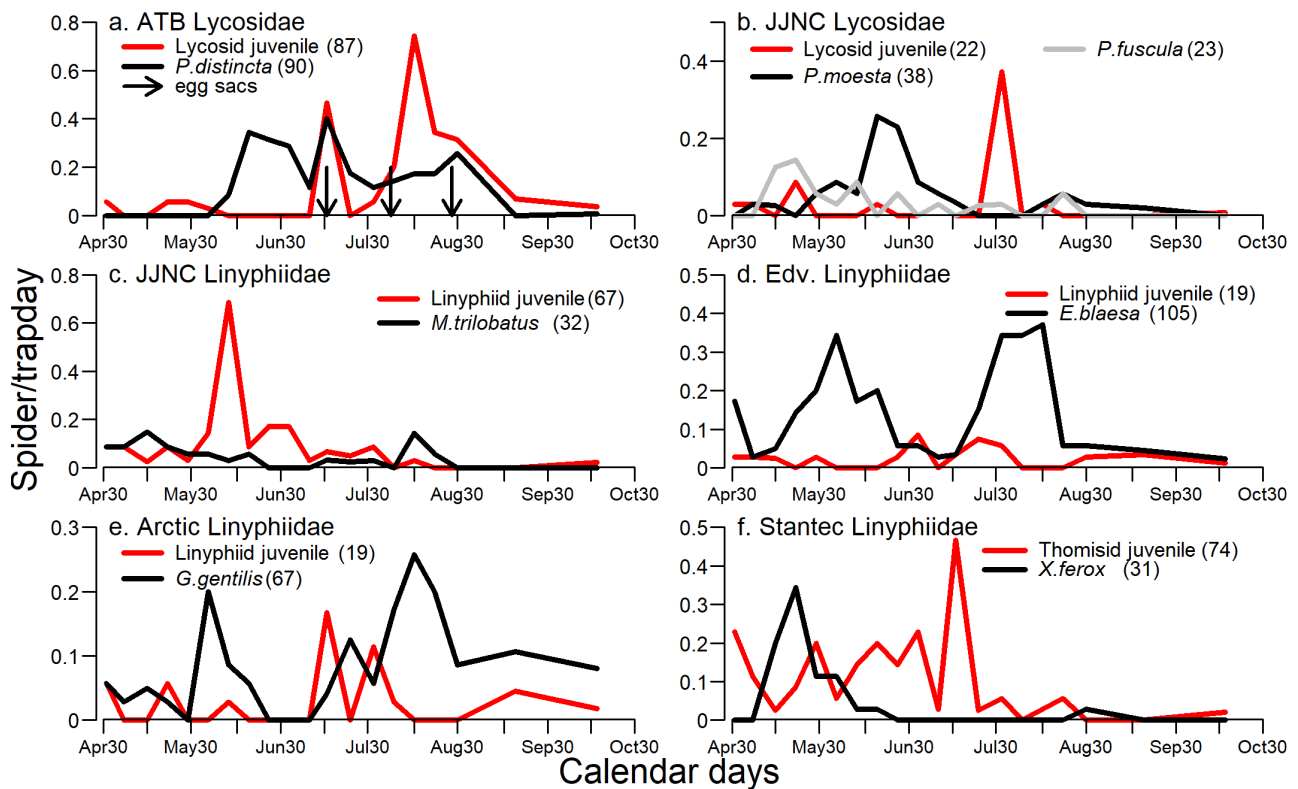 Spider/trapday
a. ATB Lycosidae
Lycosid juvenile (87)
P.distincta (90)
egg sacs
0.8
0.6
0.4
0.2
0
Apr30 May30 Jun30 Jul30 Aug30 Sep30 Oct30
b. JJNC Lycosidae
Lycosid juvenile (22) P.fuscula (23)
P.moesta (38)
0.4
0.2
0
Apr30 May30 Jun30 Jul30 Aug30 Sep30 Oct30
c. JJNC Linyphiidae
Linyphiid juvenile (67)
M.trilobatus (32)
0.8
0.6
0.4
0.2
0
Apr30 May30 Jun30 Jul30 Aug30 Sep30 Oct30
d. Edv. Linyphiidae
Linyphiid juvenile (19)
E.blaesa (105)
0.5
0.4
0.3
0.2
0.1
0
Apr30 May30 Jun30 Jul30 Aug30 Sep30 Oct30
e. Arctic Linyphiidae
Linyphiid juvenile (19)
G.gentilis (67)
0.3
0.2
0.1
0
Apr30 May30 Jun30 Jul30 Aug30 Sep30 Oct30
f. Stantec Linyphiidae
Thomisid juvenile (74)
X.ferox (31)
0.5
0.4
0.3
0.2
0.1
0
Apr30 May30 Jun30 Jul30 Aug30 Sep30 Oct30
Calendar days